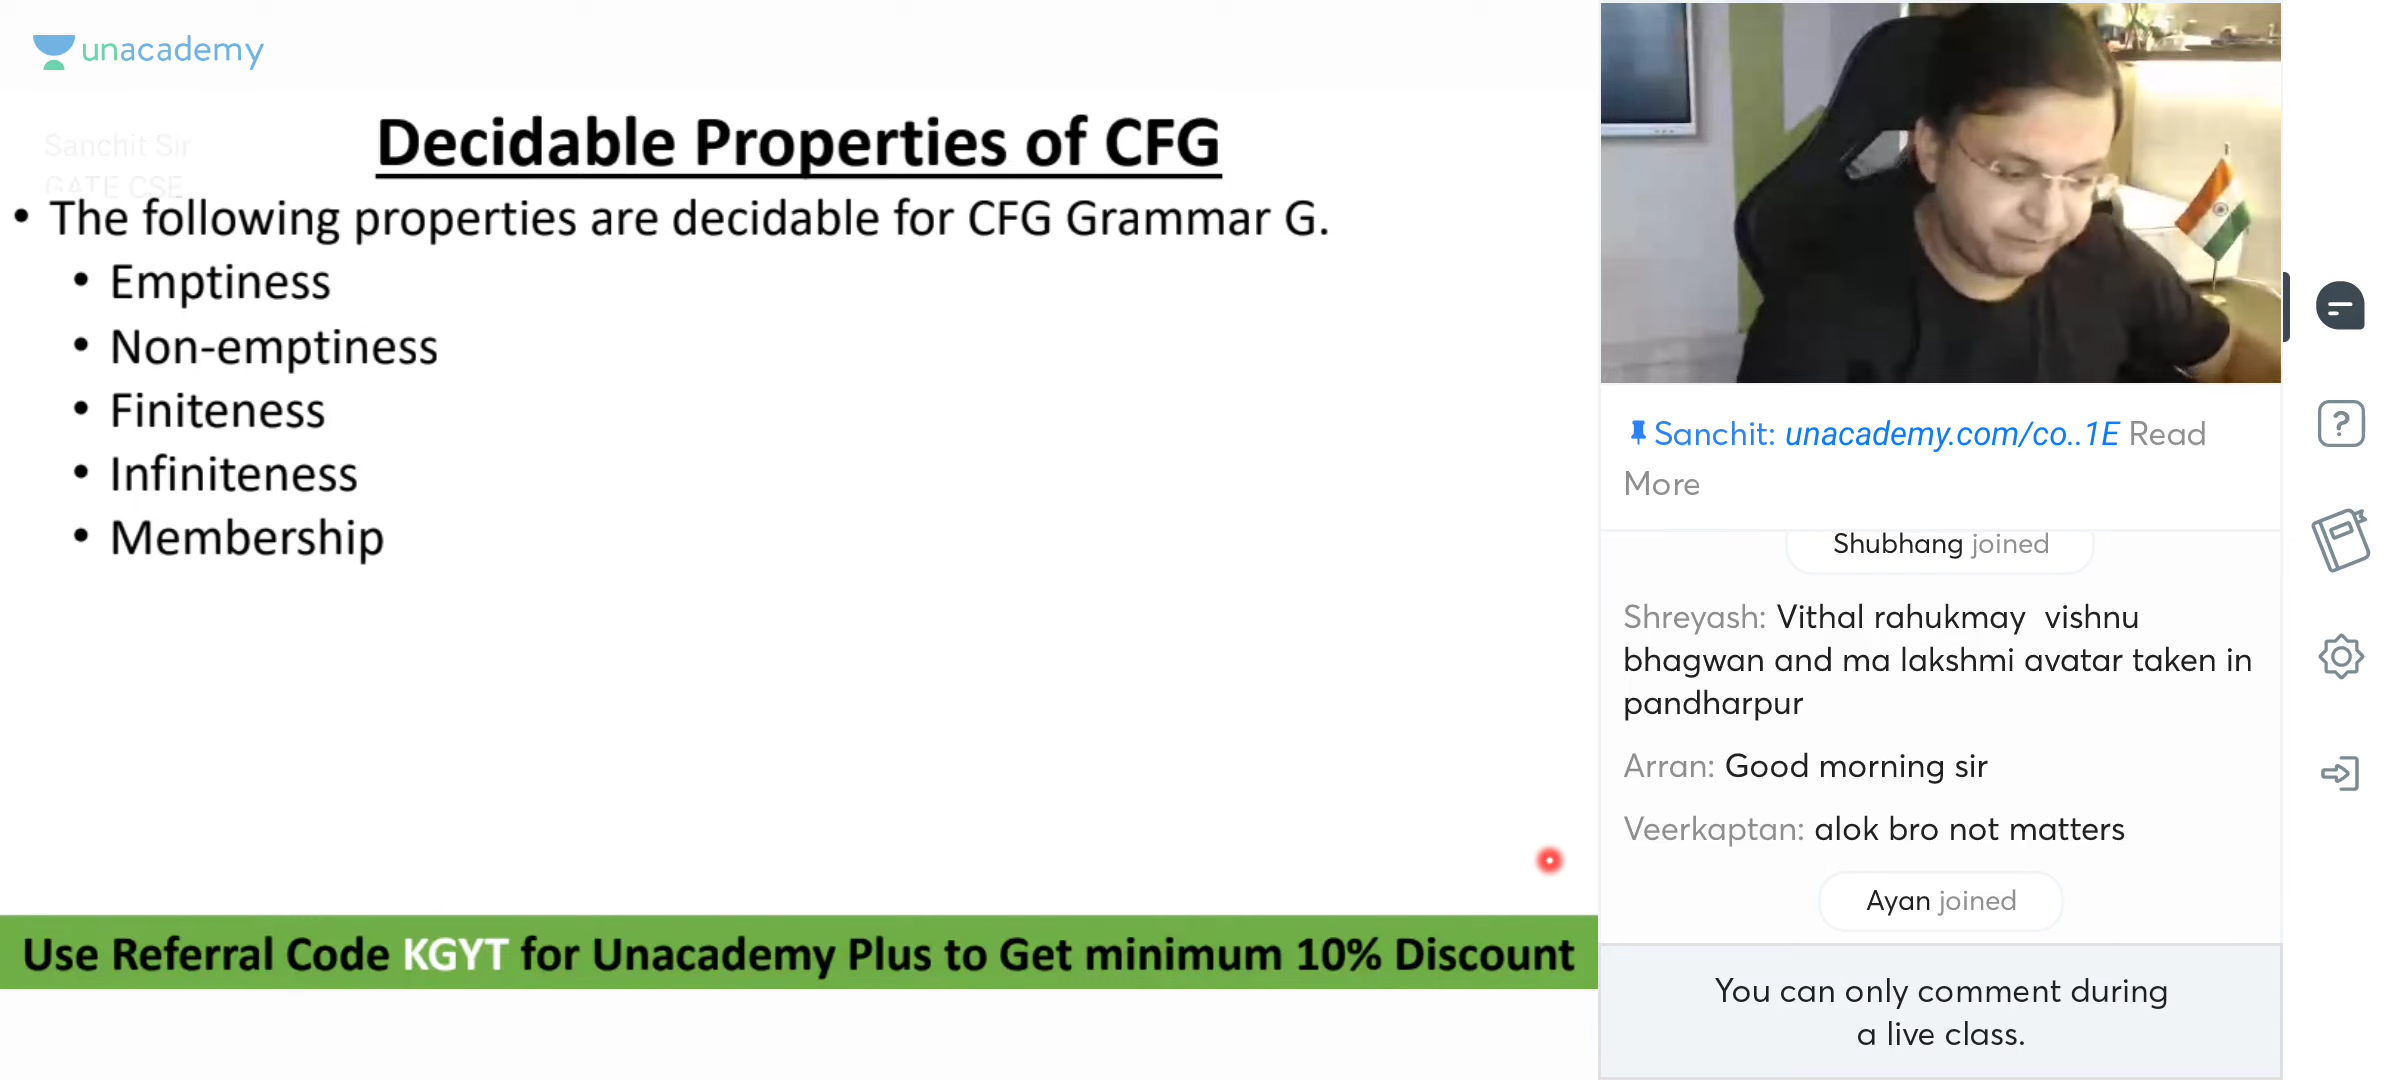 unacademy
Sanchit Sir
GATE CSE
Decidable Properties of CFG
• The following properties are decidable for CFG Grammar G.
• Emptiness
• Non-emptiness
• Finiteness
• Infiniteness
• Membership
Use Referral Code KGYT for Unacademy Plus to Get minimum 10% Discount
Sanchit: unacademy.com/co..1E Read
More
Shubhang joined
Shreyash: Vithal rahukmay vishnu
bhagwan and ma lakshmi avatar taken in
pandharpur
Arran: Good morning sir
Veerkaptan: alok bro not matters
Ayan joined
You can only comment during
a live class.
?